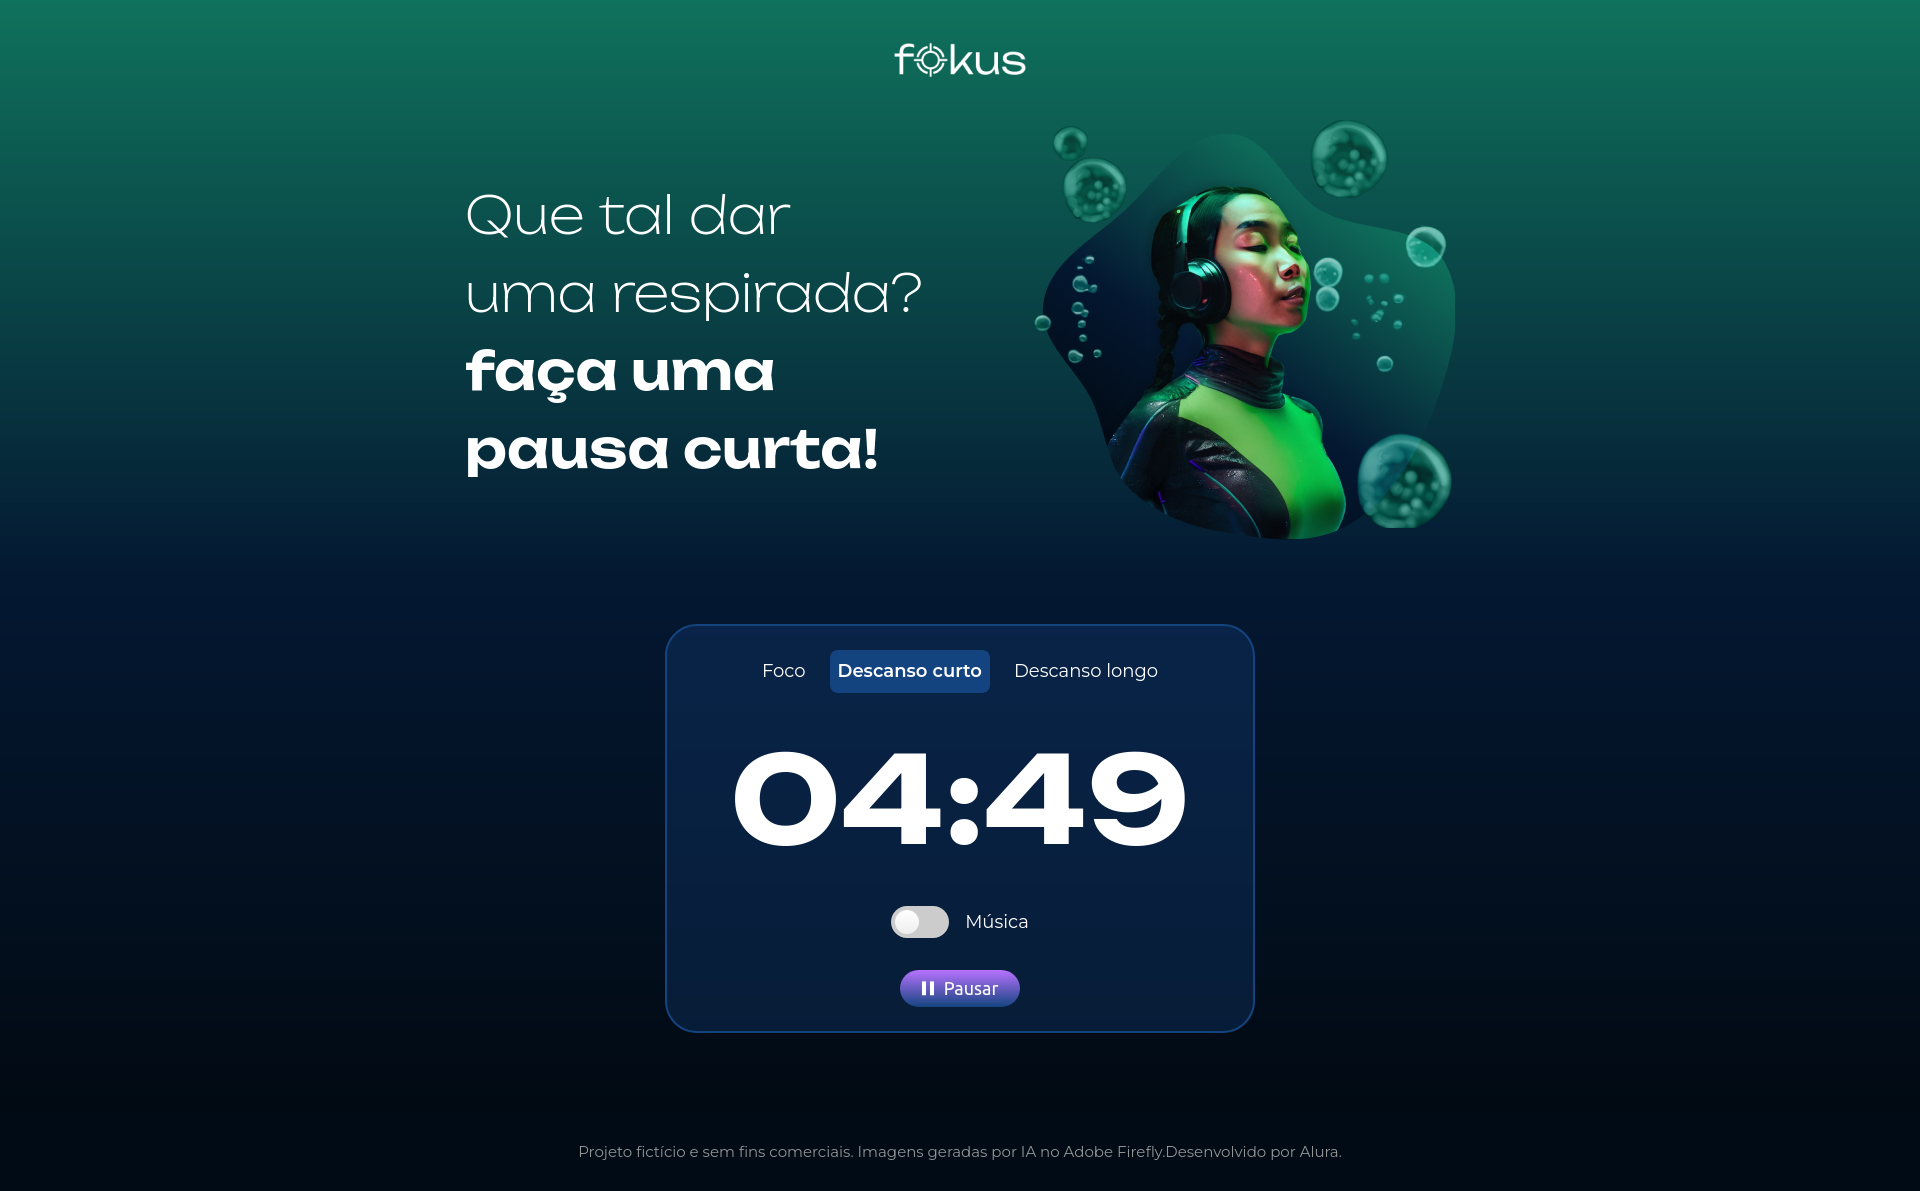 fokus
Que tal dar
uma respirada?
faça uma
pausa curta!
Foco Descanso curto Descanso longo
04:49
Música
Pausar
Projeto fictício e sem fins comerciais. Imagens geradas por IA no Adobe Firefly.Desenvolvido por Alura.